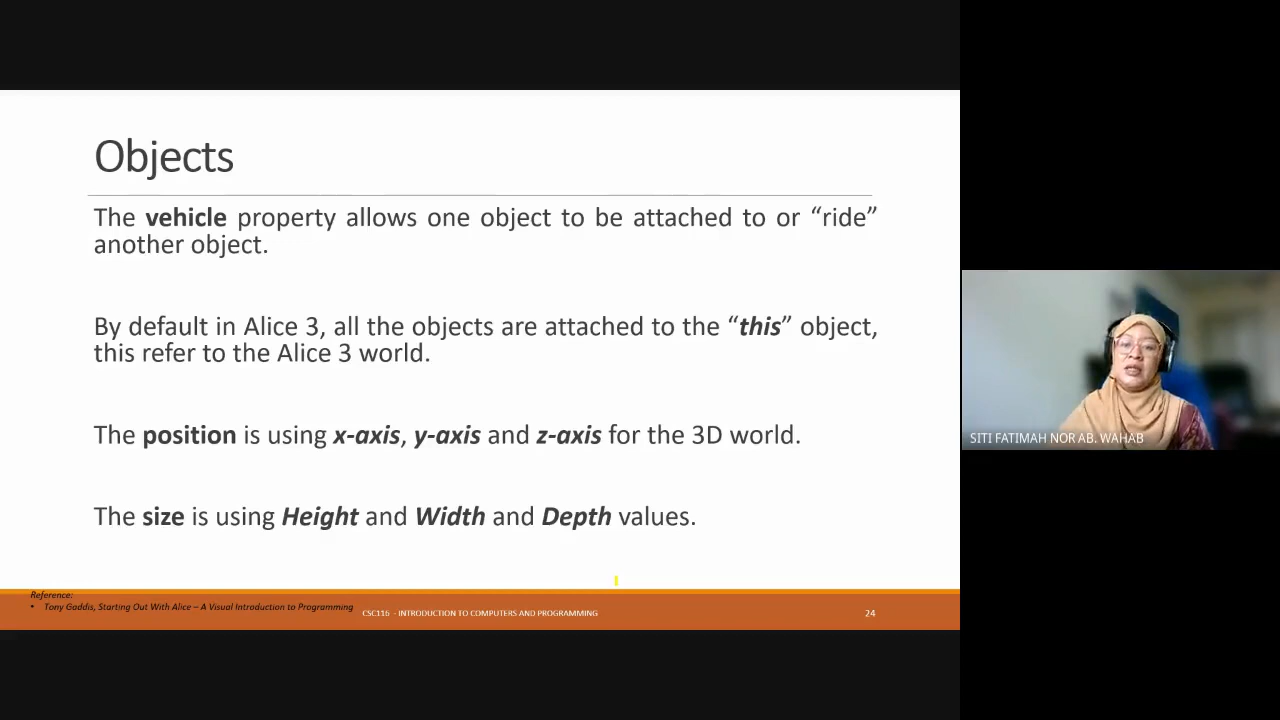 Objects
The vehicle property allows one object to be attached to or “ride”
another object.
By default in Alice 3, all the objects are attached to the “this” object,
this refer to the Alice 3 world.
The position is using x-axis, y-axis and z-axis for the 3D world.
The size is using Height and Width and Depth values.
Reference:
• Tony Gaddis, Starting Out With Alice – A Visual Introduction to Programming
CSC116 - INTRODUCTION TO COMPUTERS AND PROGRAMMING
24
SITI FATIMAH NOR AB. WAHAB